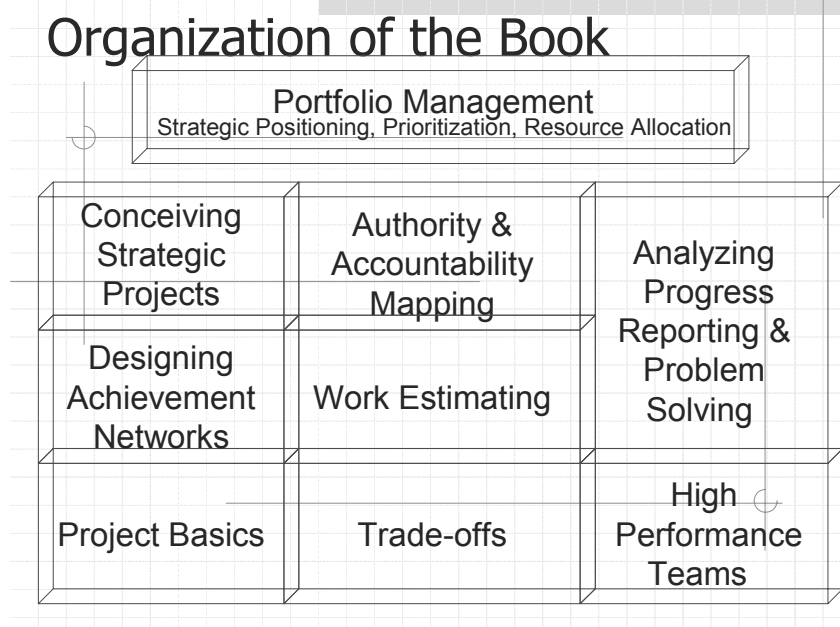 Organization of the Book
Portfolio Management
Strategic Positioning, Prioritization, Resource Allocation
Conceiving
Strategic
Projects
Authority &
Accountability
Mapping
Analyzing
Progress
Reporting &
Problem
Solving
Designing
Achievement
Networks
Work Estimating
Project Basics
Trade-offs
High
Performance
Teams